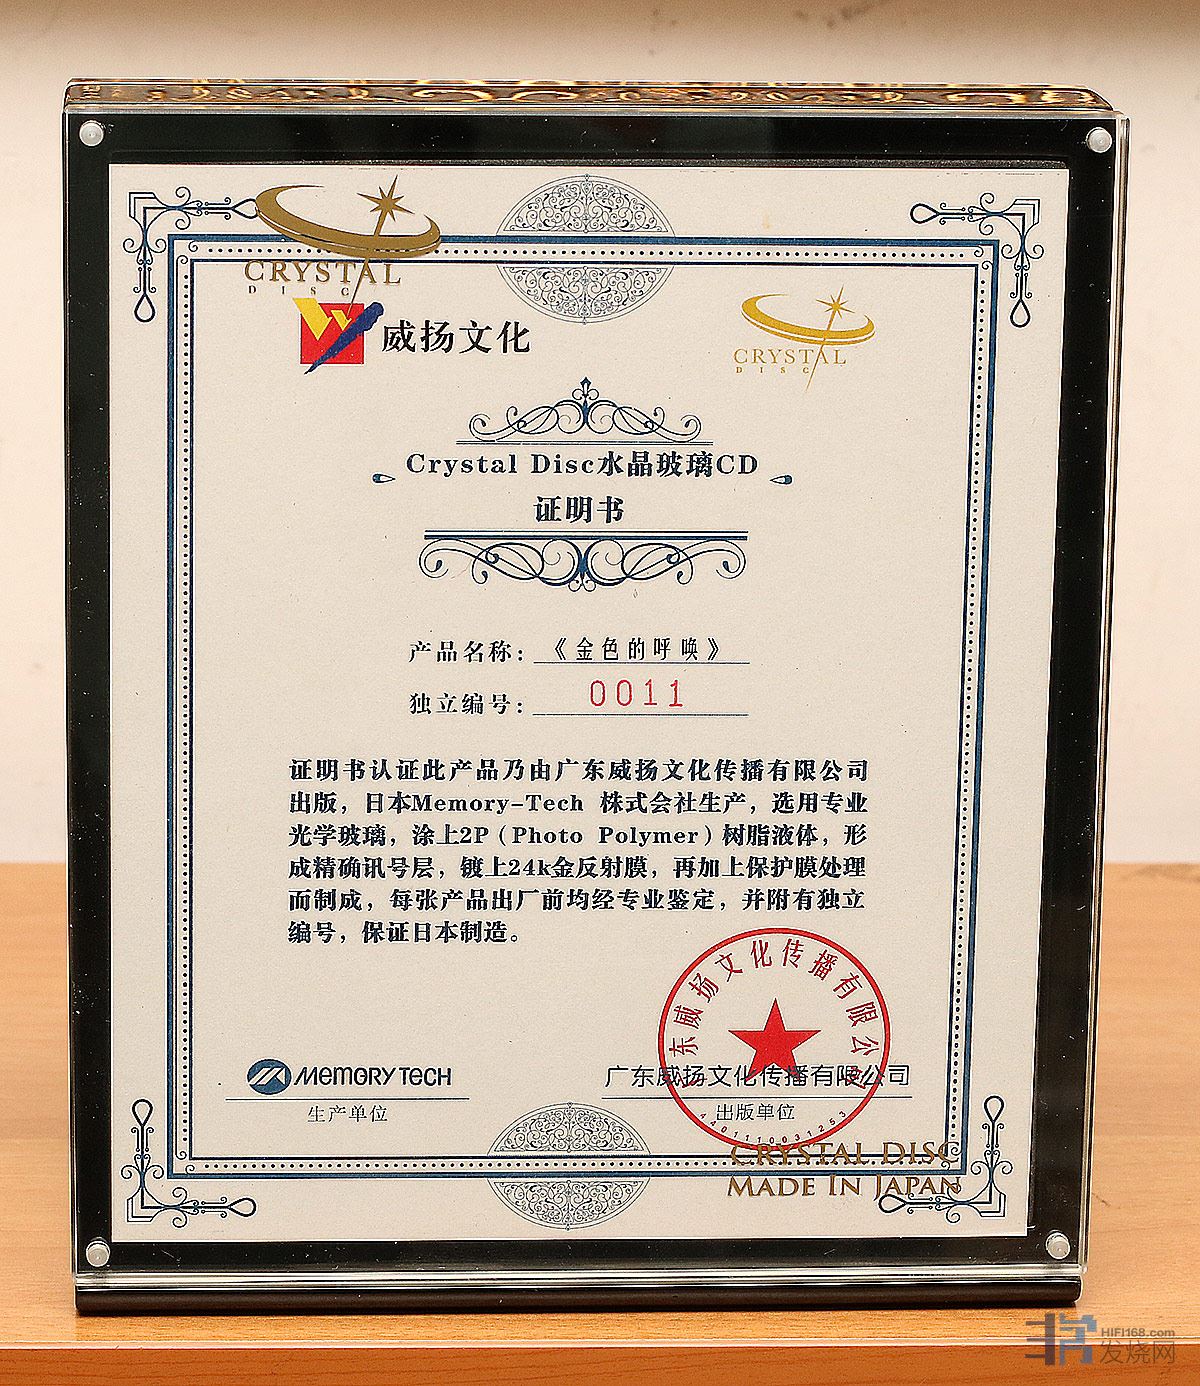 CRYSTAL
DISC
威扬文化
CRYSTAL
DISC
Crystal Disc水晶玻璃CD
证明书
产品名称：《金色的呼唤》
独立编号：0011
证明书认证此产品乃由广东威扬文化传播有限公司
出版，日本Memory-Tech 株式会社生产，选用专业
光学玻璃，涂上2P（Photo Polymer）树脂液体，形
成精确讯号层，镀上24k金反射膜，再加上保护膜处理
而制成，每张产品出厂前均经专业鉴定，并附有独立
编号，保证日本制造。
广东威扬文化传播有限公司
MEMORY TECH
生产单位
广东威扬文化传播有限公司
出版单位
4401110031253
CRYSTAL DISC
MADE IN JAPAN
HIFI168.com
发烧网